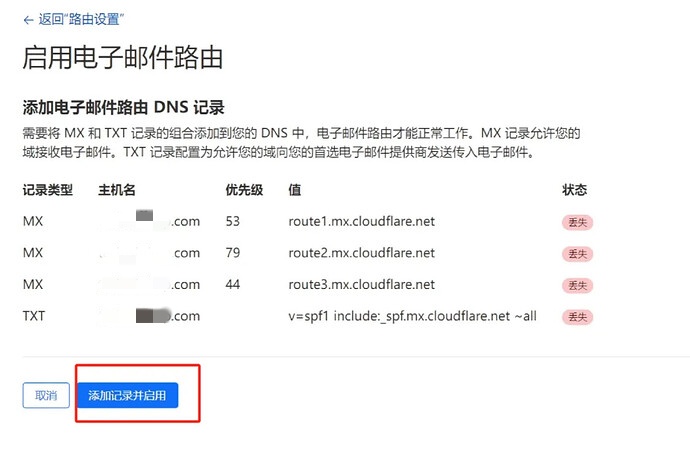 ← 返回“路由设置”
启用电子邮件路由
添加电子邮件路由 DNS 记录
需要将 MX 和 TXT 记录的组合添加到您的 DNS 中，电子邮件路由才能正常工作。MX 记录允许您的
域接收电子邮件。TXT 记录配置为允许您的域向您的首选电子邮件提供商发送传入电子邮件。
记录类型 主机名 优先级 值 状态
MX .com 53 route1.mx.cloudflare.net 丢失
MX .com 79 route2.mx.cloudflare.net 丢失
MX .com 44 route3.mx.cloudflare.net 丢失
TXT .com v=spf1 include:_spf.mx.cloudflare.net ~all 丢失
取消 添加记录并启用